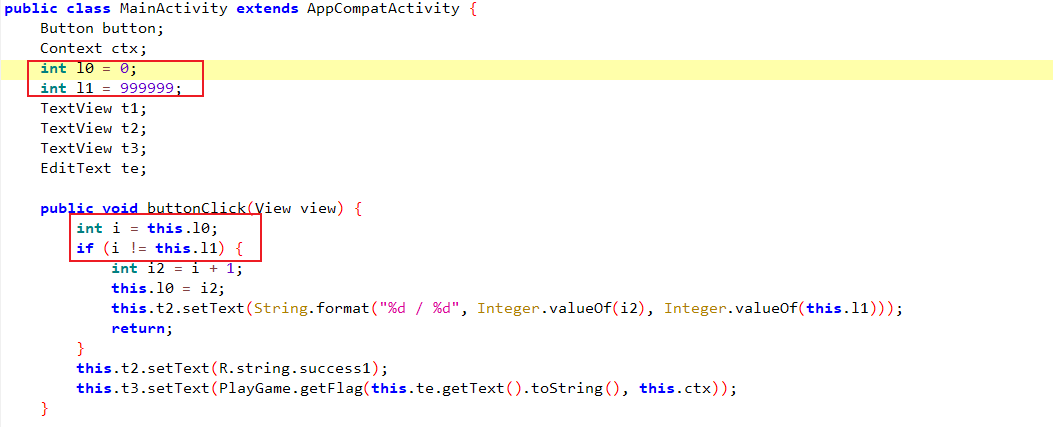 public class MainActivity extends AppCompatActivity {
    Button button;
    Context ctx;
    int l0 = 0;
    int l1 = 999999;
    TextView t1;
    TextView t2;
    TextView t3;
    EditText te;

    public void buttonClick(View view) {
        int i = this.l0;
        if (i != this.l1) {
            int i2 = i + 1;
            this.l0 = i2;
            this.t2.setText(String.format("%d / %d", Integer.valueOf(i2), Integer.valueOf(this.l1)));
            return;
        }
        this.t2.setText(R.string.success1);
        this.t3.setText(PlayGame.getFlag(this.te.getText().toString(), this.ctx));
    }